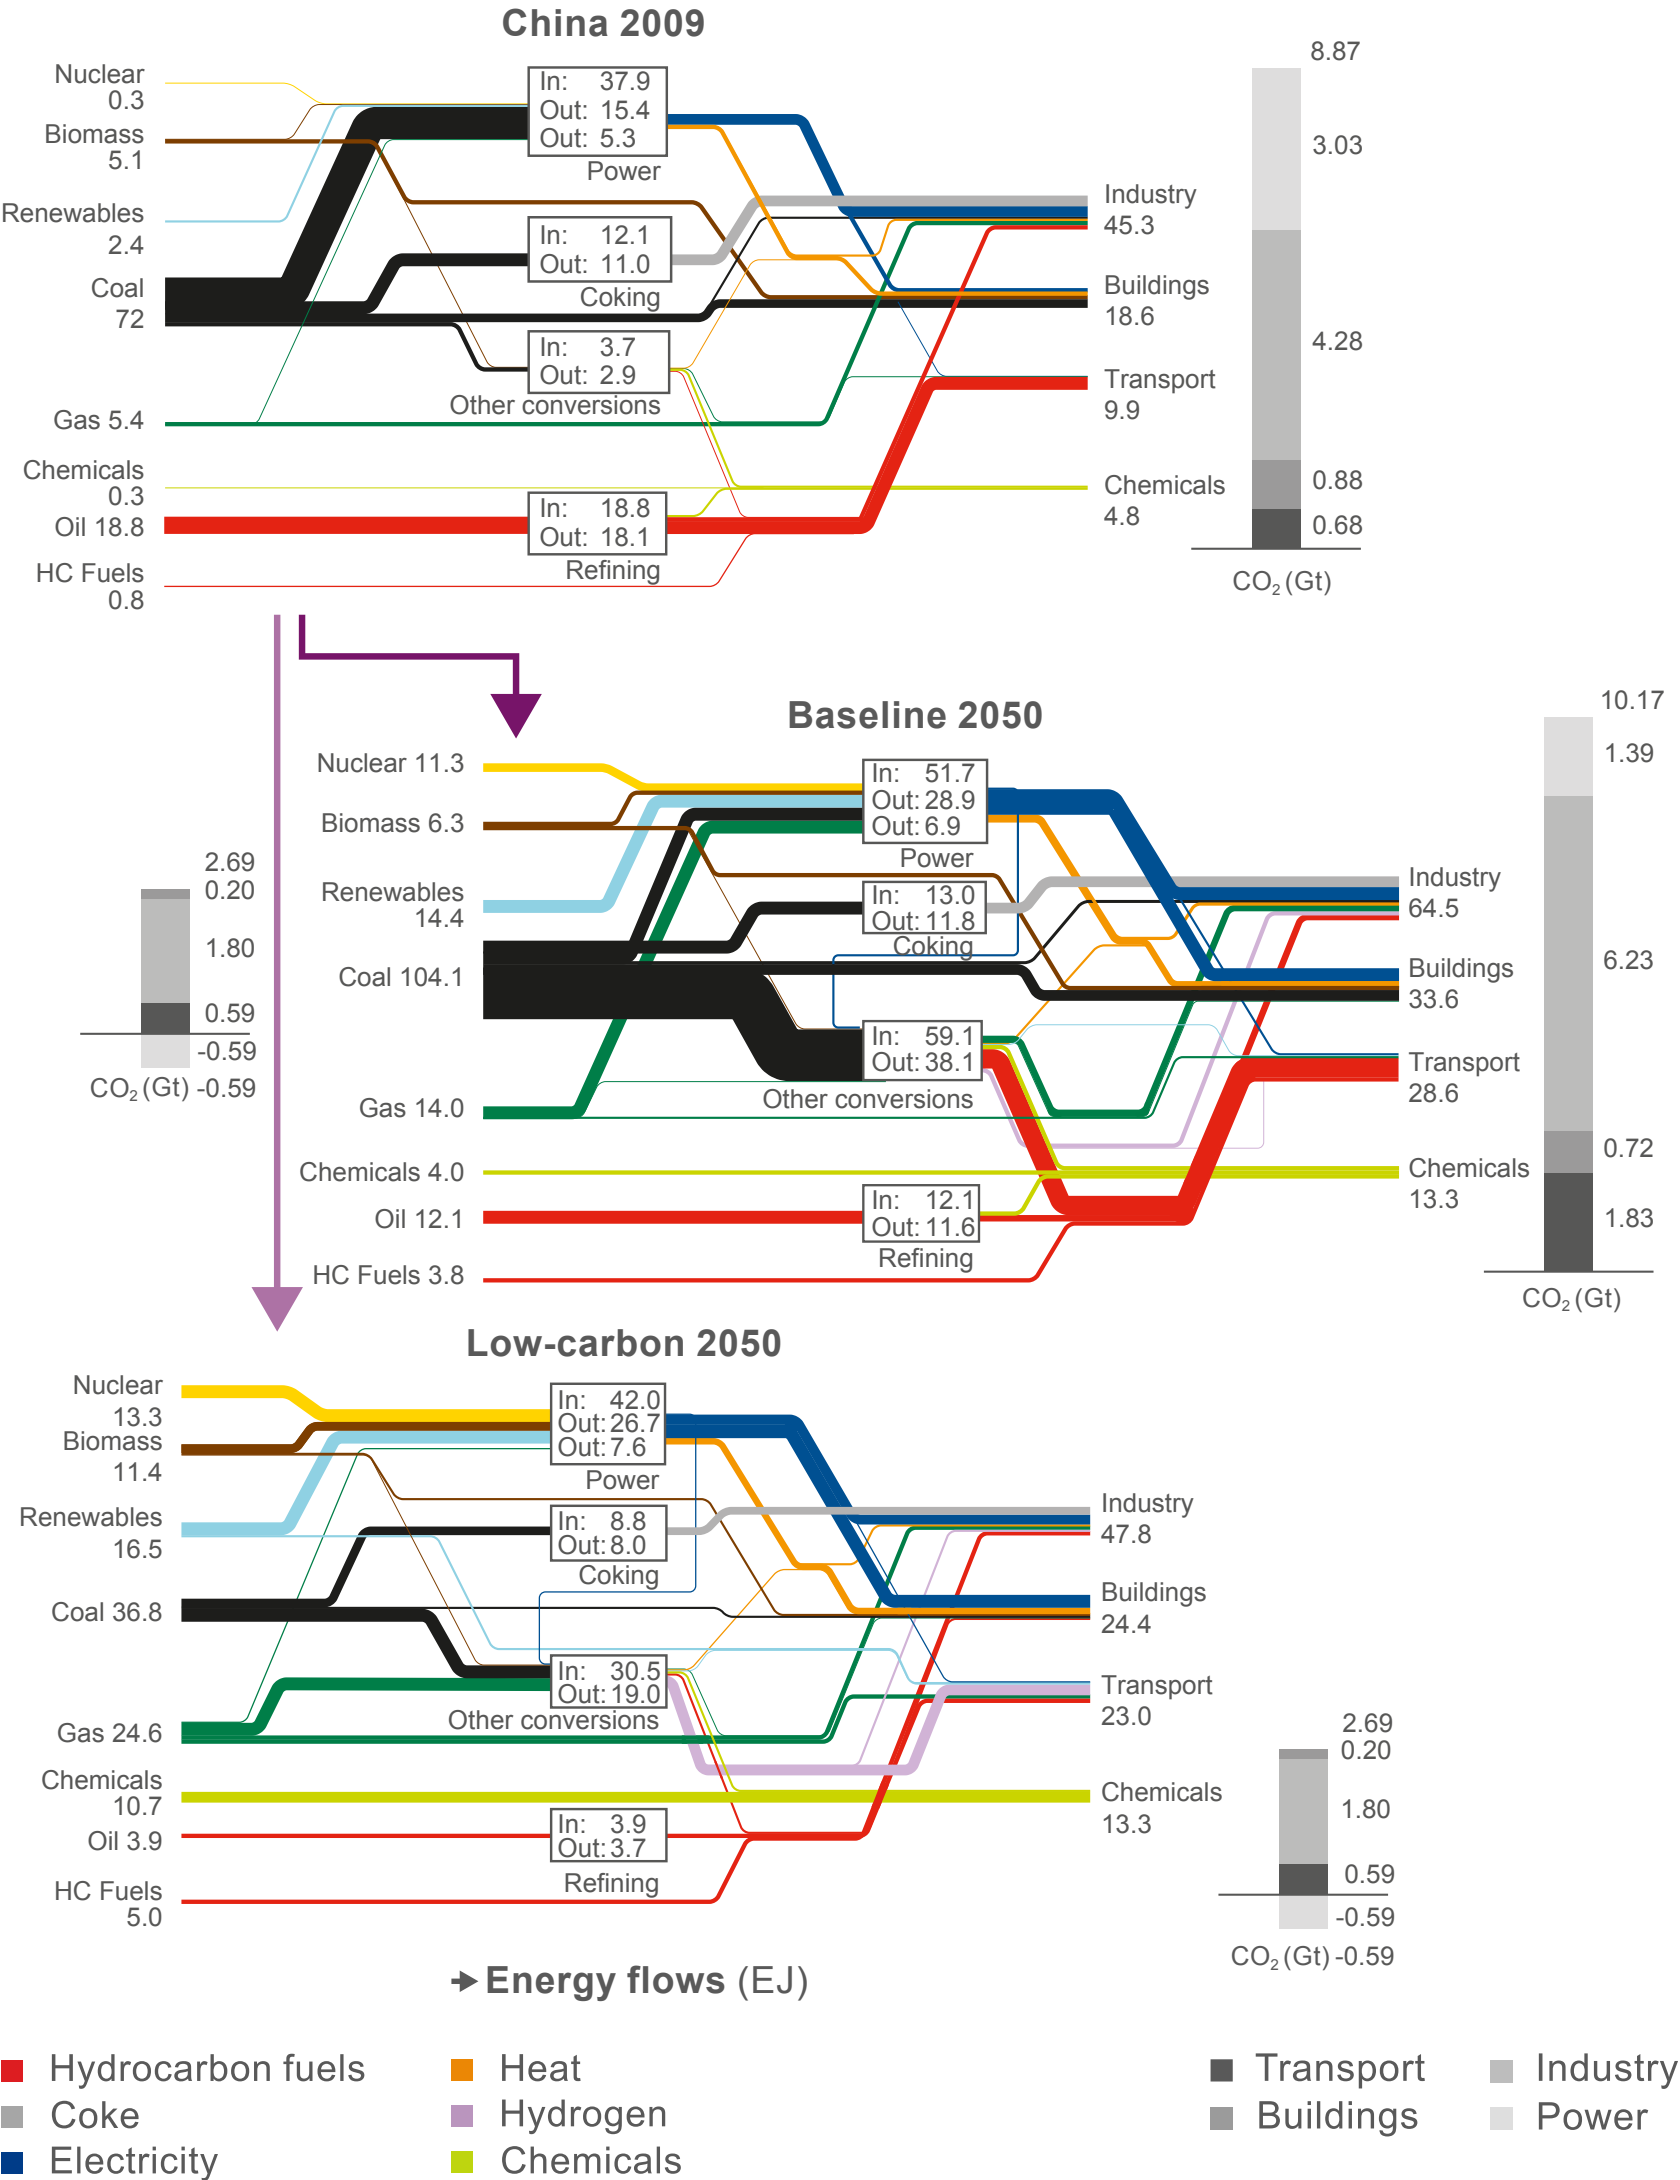 China 2009
Nuclear
0.3
Biomass
5.1
Renewables
2.4
Coal
72
Gas 5.4
Chemicals
0.3
Oil 18.8
HC Fuels
0.8
In: 37.9
Out: 15.4
Out: 5.3
Power
In: 12.1
Out: 11.0
Coking
In: 3.7
Out: 2.9
Other conversions
In: 18.8
Out: 18.1
Refining
Industry
45.3
Buildings
18.6
Transport
9.9
Chemicals
4.8
8.87
3.03
4.28
0.88
0.68
CO₂ (Gt)
Baseline 2050
Nuclear 11.3
Biomass 6.3
Renewables
14.4
Coal 104.1
Gas 14.0
Chemicals 4.0
Oil 12.1
HC Fuels 3.8
In: 51.7
Out: 28.9
Out: 6.9
Power
In: 13.0
Out: 11.8
Coking
In: 59.1
Out: 38.1
Other conversions
In: 12.1
Out: 11.6
Refining
Industry
64.5
Buildings
33.6
Transport
28.6
Chemicals
13.3
10.17
1.39
6.23
0.72
1.83
CO₂ (Gt)
2.69
0.20
1.80
0.59
-0.59
CO₂ (Gt) -0.59
Low-carbon 2050
Nuclear
13.3
Biomass
11.4
Renewables
16.5
Coal 36.8
Gas 24.6
Chemicals
10.7
Oil 3.9
HC Fuels
5.0
In: 42.0
Out: 26.7
Out: 7.6
Power
In: 8.8
Out: 8.0
Coking
In: 30.5
Out: 19.0
Other conversions
In: 3.9
Out: 3.7
Refining
Industry
47.8
Buildings
24.4
Transport
23.0
Chemicals
13.3
2.69
0.20
1.80
0.59
-0.59
CO₂ (Gt) -0.59
Energy flows (EJ)
Hydrocarbon fuels
Coke
Electricity
Heat
Hydrogen
Chemicals
Transport
Buildings
Industry
Power